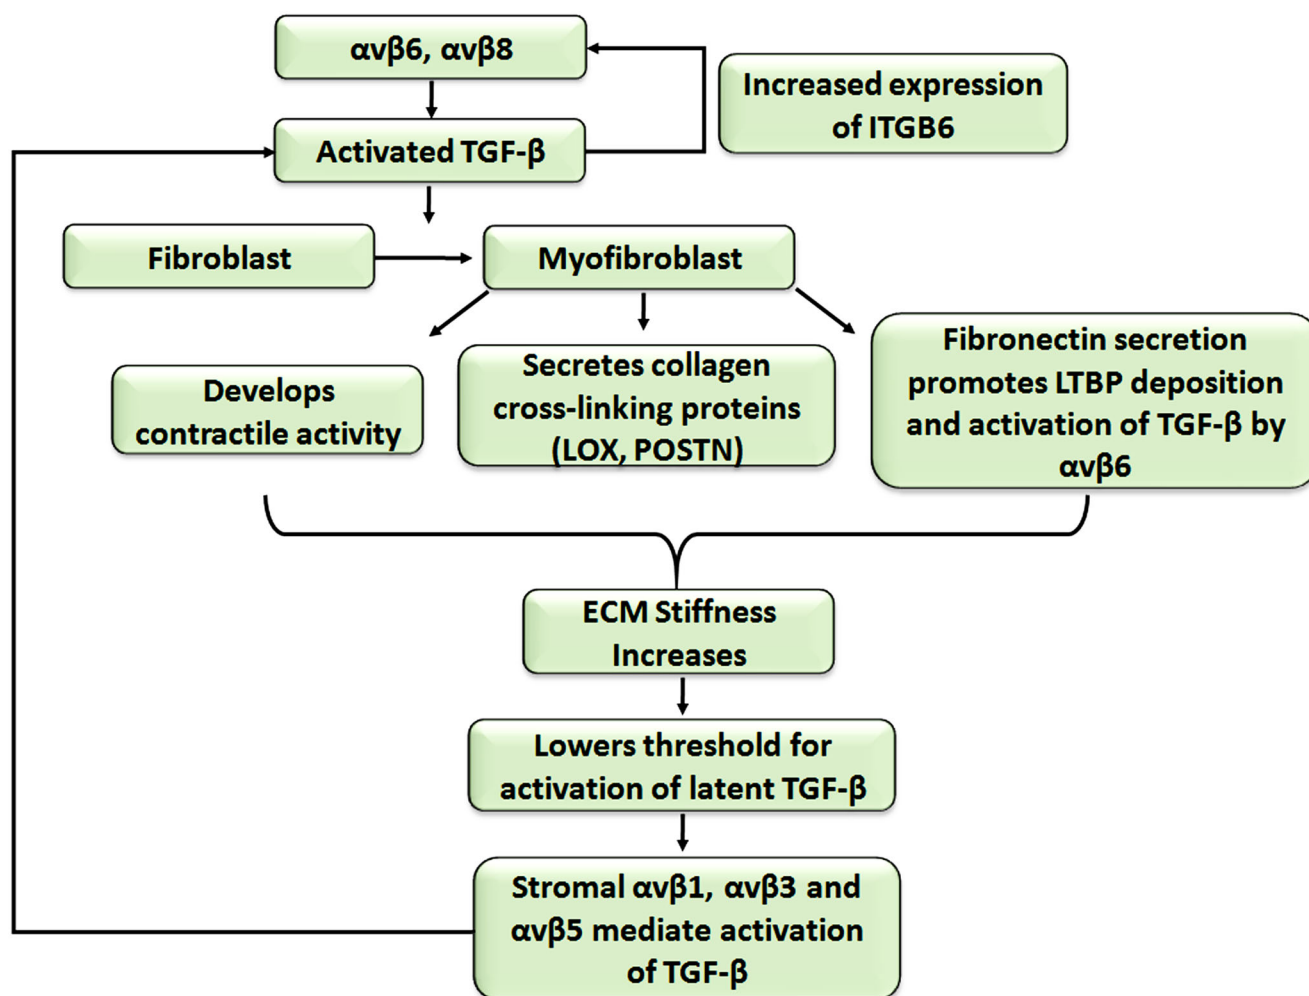 αvβ6, αvβ8
Increased expression
of ITGB6
Activated TGF-β
Fibroblast
Myofibroblast
Develops
contractile activity
Secretes collagen
cross-linking proteins
(LOX, POSTN)
Fibronectin secretion
promotes LTBP deposition
and activation of TGF-β by
αvβ6
ECM Stiffness
Increases
Lowers threshold for
activation of latent TGF-β
Stromal αvβ1, αvβ3 and
αvβ5 mediate activation
of TGF-β